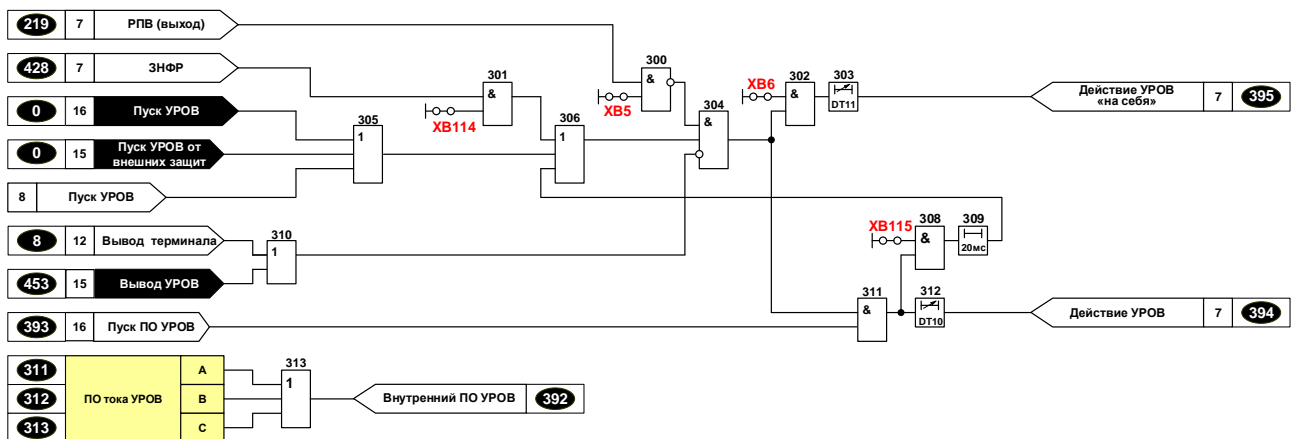 219 7 РПВ (выход)
428 7 ЗНФР
0 16 Пуск УРОВ
0 15 Пуск УРОВ от
внешних защит
8 Пуск УРОВ
8 12 Вывод терминала
453 15 Вывод УРОВ
393 16 Пуск ПО УРОВ
311 A
312 ПО тока УРОВ B
313 C
305
1
310
1
313
1
301
&
XB114
306
1
300
&
XB5
304
&
XB6
302
&
303
DT11
XB115
308
&
309
20мс
311
&
312
DT10
Действие УРОВ
«на себя»
7 395
Действие УРОВ 7 394
Внутренний ПО УРОВ 392